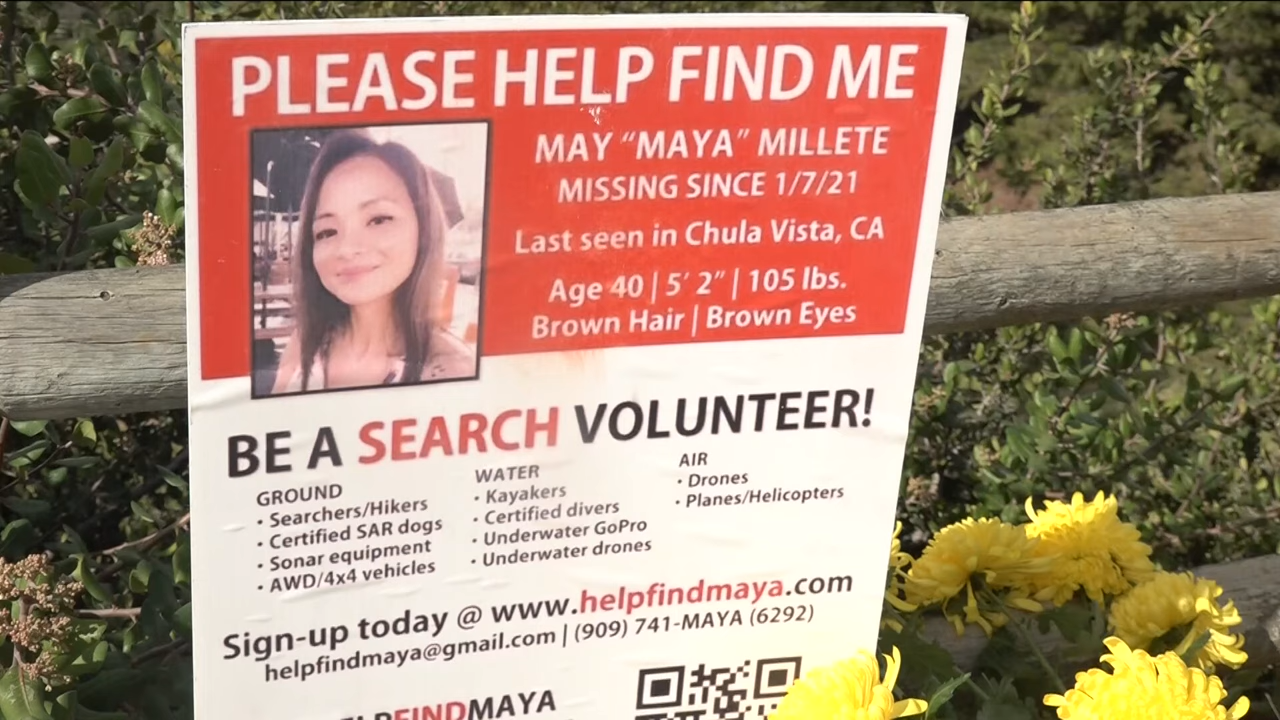 PLEASE HELP FIND ME
MAY “MAYA” MILLETE
MISSING SINCE 1/7/21
Last seen in Chula Vista, CA
Age 40 | 5’ 2” | 105 lbs.
Brown Hair | Brown Eyes
BE A SEARCH VOLUNTEER!
GROUND
• Searchers/Hikers
• Certified SAR dogs
• Sonar equipment
• AWD/4x4 vehicles
WATER
• Kayakers
• Certified divers
• Underwater GoPro
• Underwater drones
AIR
• Drones
• Planes/Helicopters
Sign-up today @ www.helpfindmaya.com
helpfindmaya@gmail.com | (909) 741-MAYA (6292)
FINDMAYA